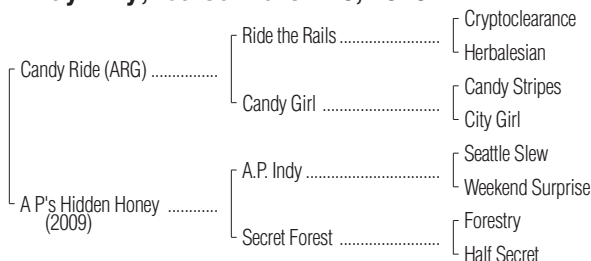 Cryptoclearance
Ride the Rails ........................
Herbalesian
Candy Ride (ARG) ...............
Candy Stripes
Candy Girl ............................
City Girl
Seattle Slew
A.P. Indy ................................
Weekend Surprise
A P's Hidden Honey ...........
(2009)
Forestry
Secret Forest ........................
Half Secret